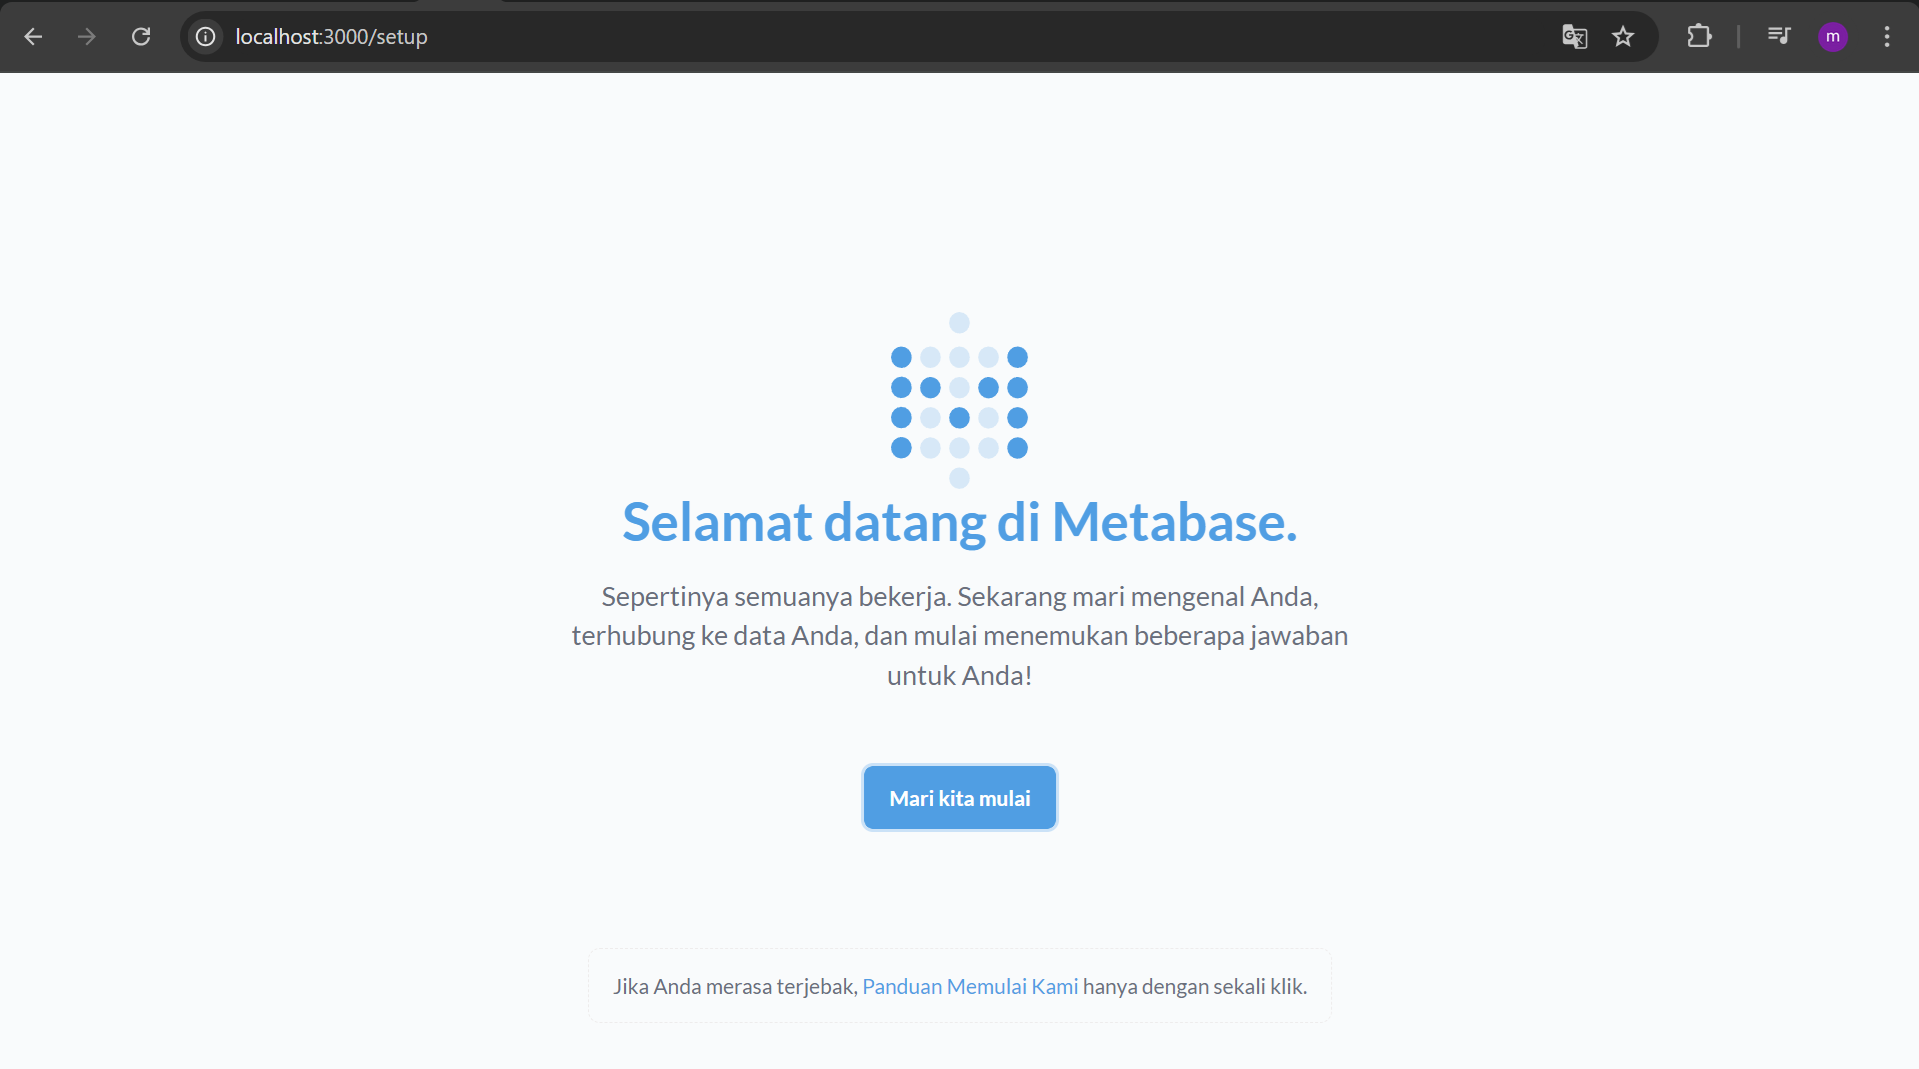 localhost:3000/setup
m
Selamat datang di Metabase.
Sepertinya semuanya bekerja. Sekarang mari mengenal Anda,
terhubung ke data Anda, dan mulai menemukan beberapa jawaban
untuk Anda!
Mari kita mulai
Jika Anda merasa terjebak, Panduan Memulai Kami hanya dengan sekali klik.